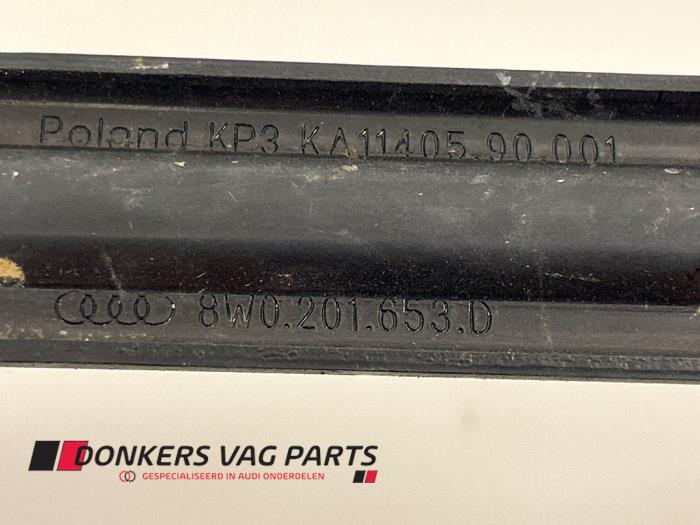 Poland KP3 KA11405.90.001
8W0.201.653.D
DONKERS VAG PARTS
GESPECIALISEERD IN AUDI ONDERDELEN